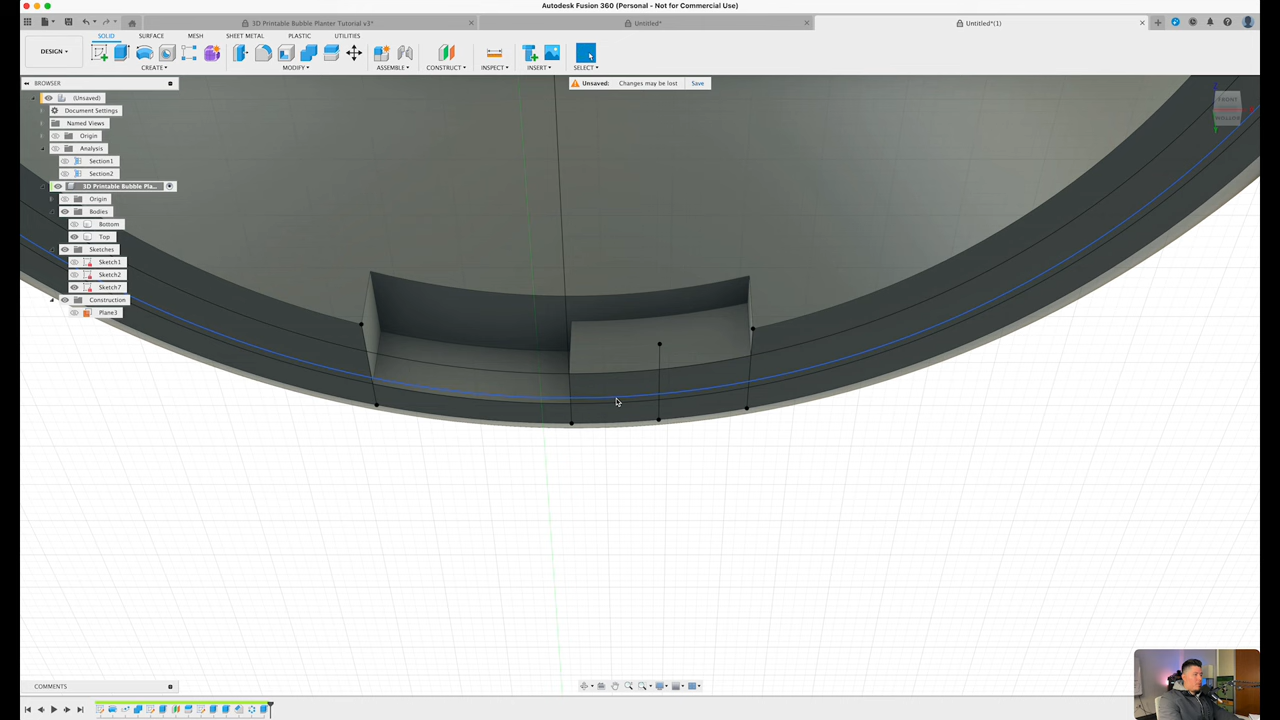 Autodesk Fusion 360 (Personal - Not for Commercial Use)
3D Printable Bubble Planter Tutorial v3*
Untitled*
Untitled*(1)
SOLID SURFACE MESH SHEET METAL PLASTIC UTILITIES
DESIGN
CREATE MODIFY ASSEMBLE CONSTRUCT INSPECT INSERT SELECT
BROWSER
Unsaved: Changes may be lost Save
(Unsaved)
Document Settings
Named Views
Origin
Analysis
Section1
Section2
3D Printable Bubble Pla...
Origin
Bodies
Bottom
Top
Sketches
Sketch1
Sketch2
Sketch7
Construction
Plane3
FRONT
BOTTOM
COMMENTS